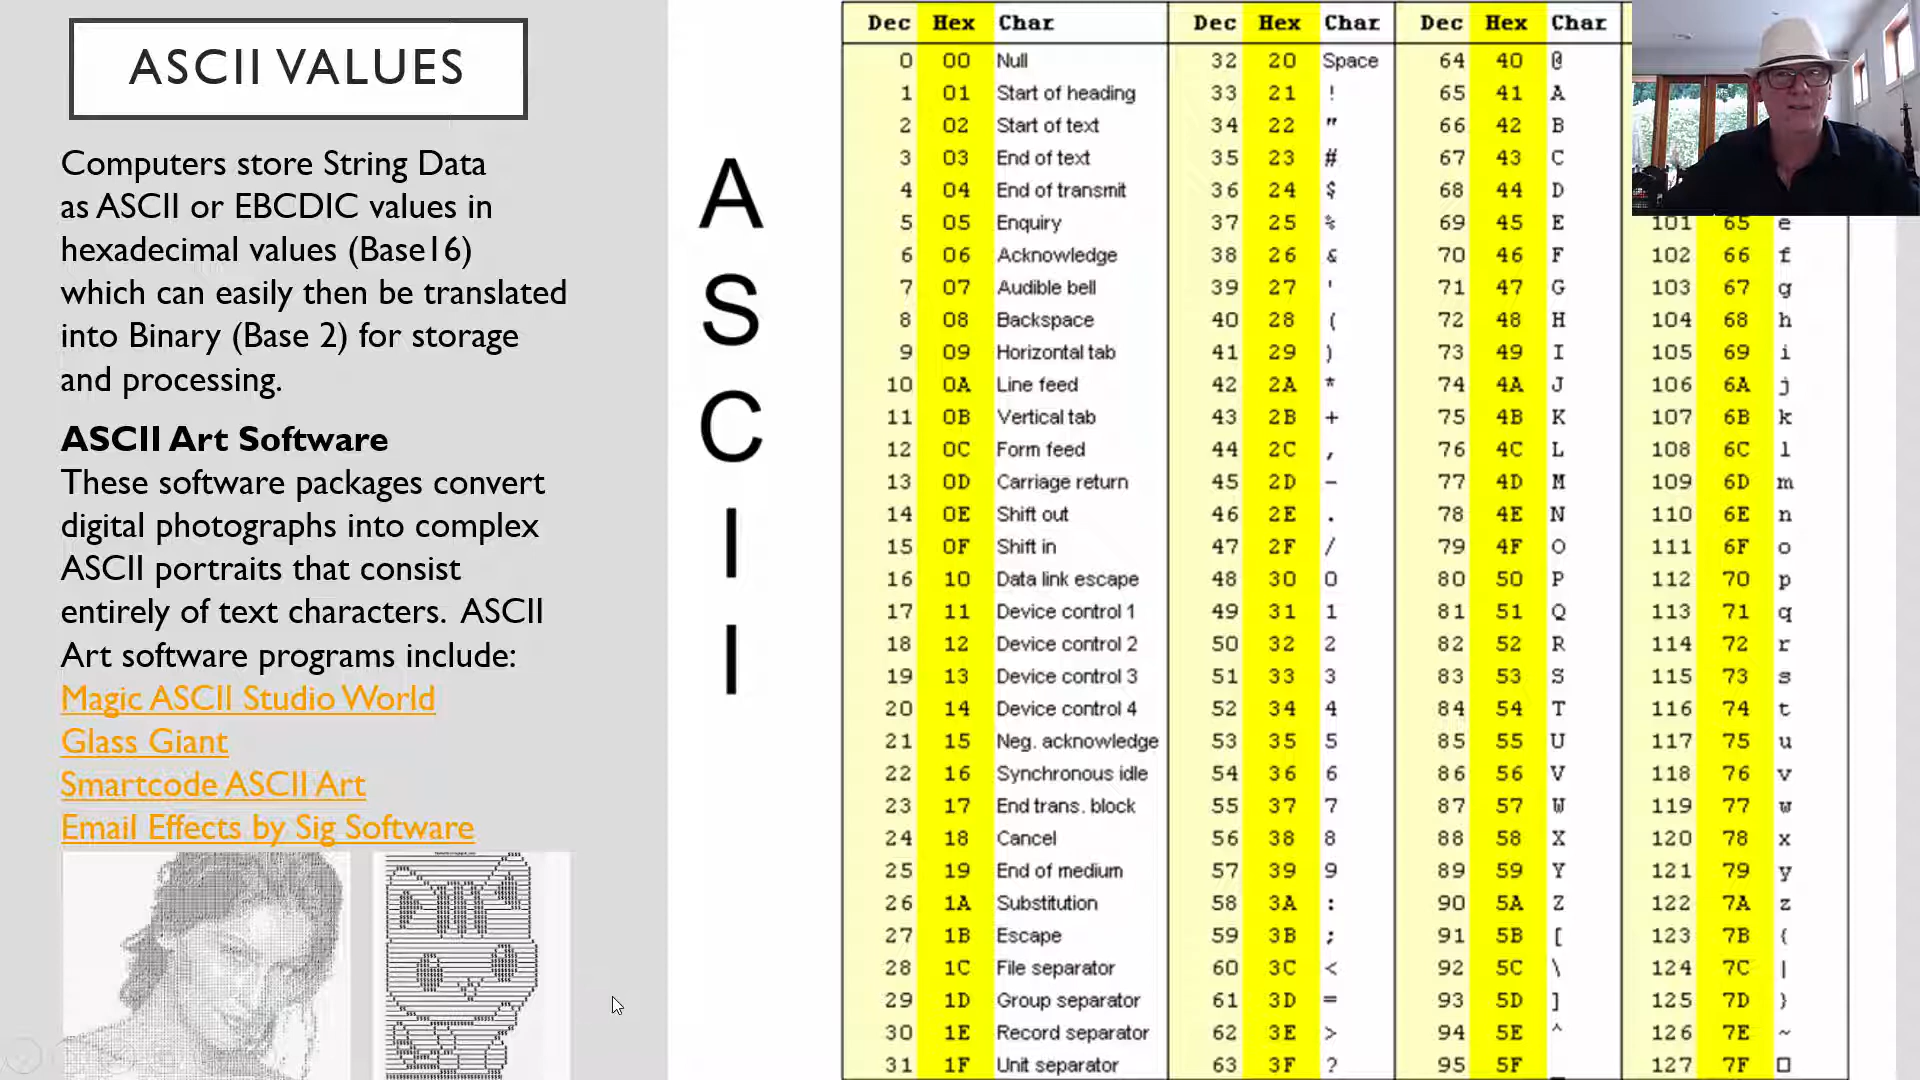 ASCII VALUES
Computers store String Data
as ASCII or EBCDIC values in
hexadecimal values (Base16)
which can easily then be translated
into Binary (Base 2) for storage
and processing.
ASCII Art Software
These software packages convert
digital photographs into complex
ASCII portraits that consist
entirely of text characters.  ASCII
Art software programs include:
Magic ASCII Studio World
Glass Giant
Smartcode ASCII Art
Email Effects by Sig Software
A
S
C
I
I
Dec Hex Char Dec Hex Char Dec Hex Char
0 00 Null 32 20 Space 64 40 @
1 01 Start of heading 33 21 ! 65 41 A
2 02 Start of text 34 22 " 66 42 B
3 03 End of text 35 23 # 67 43 C
4 04 End of transmit 36 24 $ 68 44 D
5 05 Enquiry 37 25 % 69 45 E 101 65 e
6 06 Acknowledge 38 26 & 70 46 F 102 66 f
7 07 Audible bell 39 27 ' 71 47 G 103 67 g
8 08 Backspace 40 28 ( 72 48 H 104 68 h
9 09 Horizontal tab 41 29 ) 73 49 I 105 69 i
10 0A Line feed 42 2A * 74 4A J 106 6A j
11 0B Vertical tab 43 2B + 75 4B K 107 6B k
12 0C Form feed 44 2C , 76 4C L 108 6C l
13 0D Carriage return 45 2D - 77 4D M 109 6D m
14 0E Shift out 46 2E . 78 4E N 110 6E n
15 0F Shift in 47 2F / 79 4F O 111 6F o
16 10 Data link escape 48 30 0 80 50 P 112 70 p
17 11 Device control 1 49 31 1 81 51 Q 113 71 q
18 12 Device control 2 50 32 2 82 52 R 114 72 r
19 13 Device control 3 51 33 3 83 53 S 115 73 s
20 14 Device control 4 52 34 4 84 54 T 116 74 t
21 15 Neg. acknowledge 53 35 5 85 55 U 117 75 u
22 16 Synchronous idle 54 36 6 86 56 V 118 76 v
23 17 End trans. block 55 37 7 87 57 W 119 77 w
24 18 Cancel 56 38 8 88 58 X 120 78 x
25 19 End of medium 57 39 9 89 59 Y 121 79 y
26 1A Substitution 58 3A : 90 5A Z 122 7A z
27 1B Escape 59 3B ; 91 5B [ 123 7B {
28 1C File separator 60 3C < 92 5C \ 124 7C |
29 1D Group separator 61 3D = 93 5D ] 125 7D }
30 1E Record separator 62 3E > 94 5E ^ 126 7E ~
31 1F Unit separator 63 3F ? 95 5F _ 127 7F □